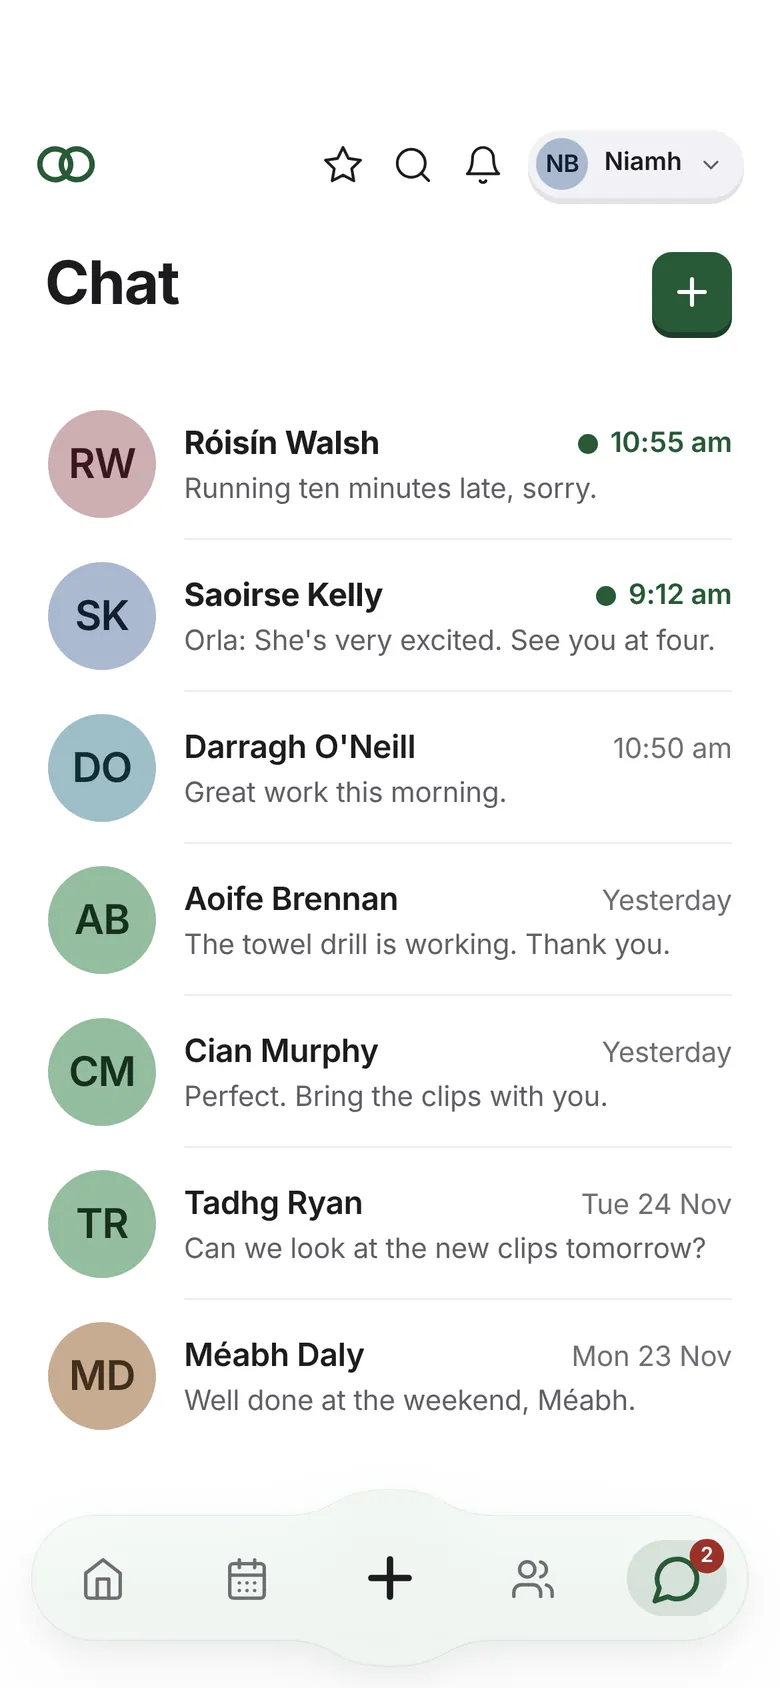 NB Niamh
Chat
RW
Róisín Walsh 10:55 am
Running ten minutes late, sorry.
SK
Saoirse Kelly 9:12 am
Orla: She's very excited. See you at four.
DO
Darragh O'Neill 10:50 am
Great work this morning.
AB
Aoife Brennan Yesterday
The towel drill is working. Thank you.
CM
Cian Murphy Yesterday
Perfect. Bring the clips with you.
TR
Tadhg Ryan Tue 24 Nov
Can we look at the new clips tomorrow?
MD
Méabh Daly Mon 23 Nov
Well done at the weekend, Méabh.
2